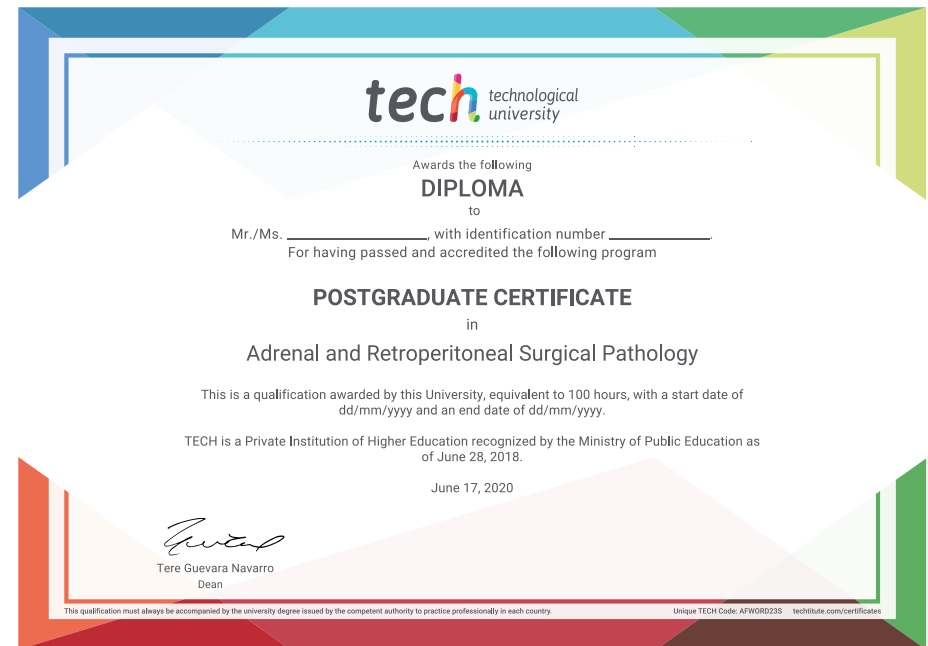 tech technological
university
Awards the following
DIPLOMA
to
Mr./Ms. ____________________, with identification number ______________.
For having passed and accredited the following program
POSTGRADUATE CERTIFICATE
in
Adrenal and Retroperitoneal Surgical Pathology
This is a qualification awarded by this University, equivalent to 100 hours, with a start date of
dd/mm/yyyy and an end date of dd/mm/yyyy.
TECH is a Private Institution of Higher Education recognized by the Ministry of Public Education as
of June 28, 2018.
June 17, 2020
Tere Guevara Navarro
Dean
This qualification must always be accompanied by the university degree issued by the competent authority to practice professionally in each country.
Unique TECH Code: AFWORD23S techtitute.com/certificates